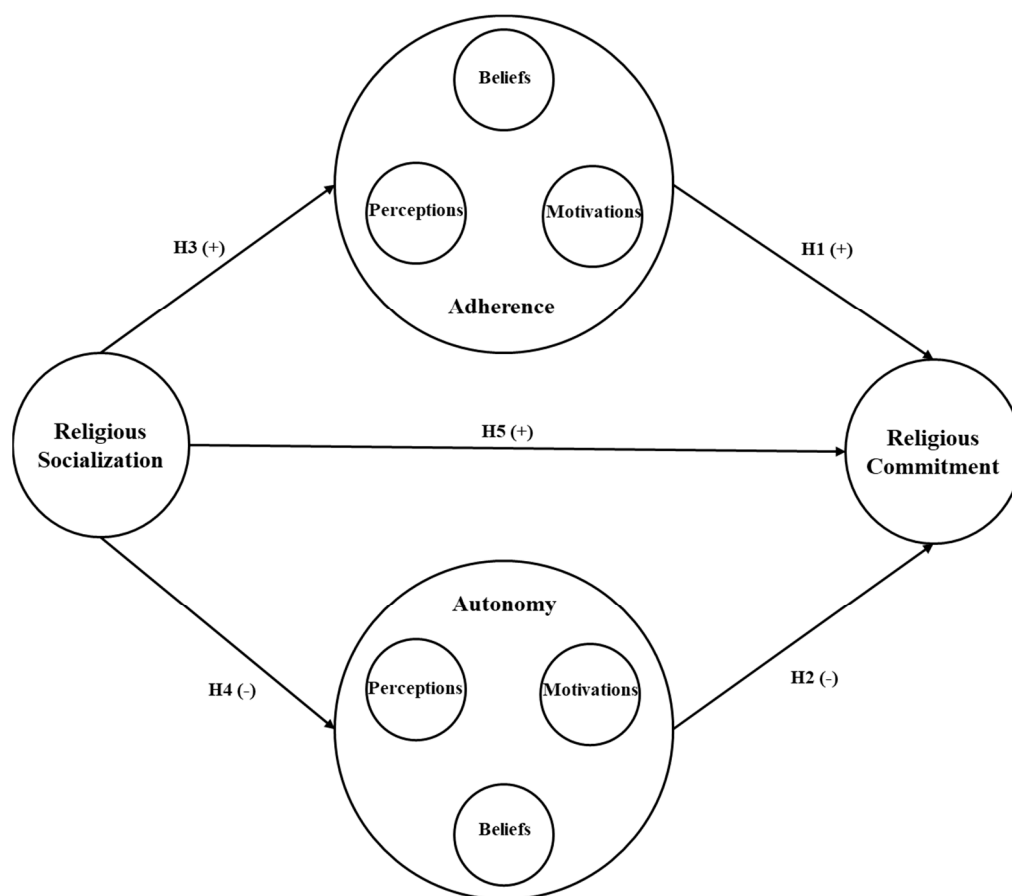 Beliefs
Perceptions
Motivations
H3 (+)
H1 (+)
Adherence
Religious
Socialization
H5 (+)
Religious
Commitment
Autonomy
Perceptions
Motivations
H4 (-)
H2 (-)
Beliefs